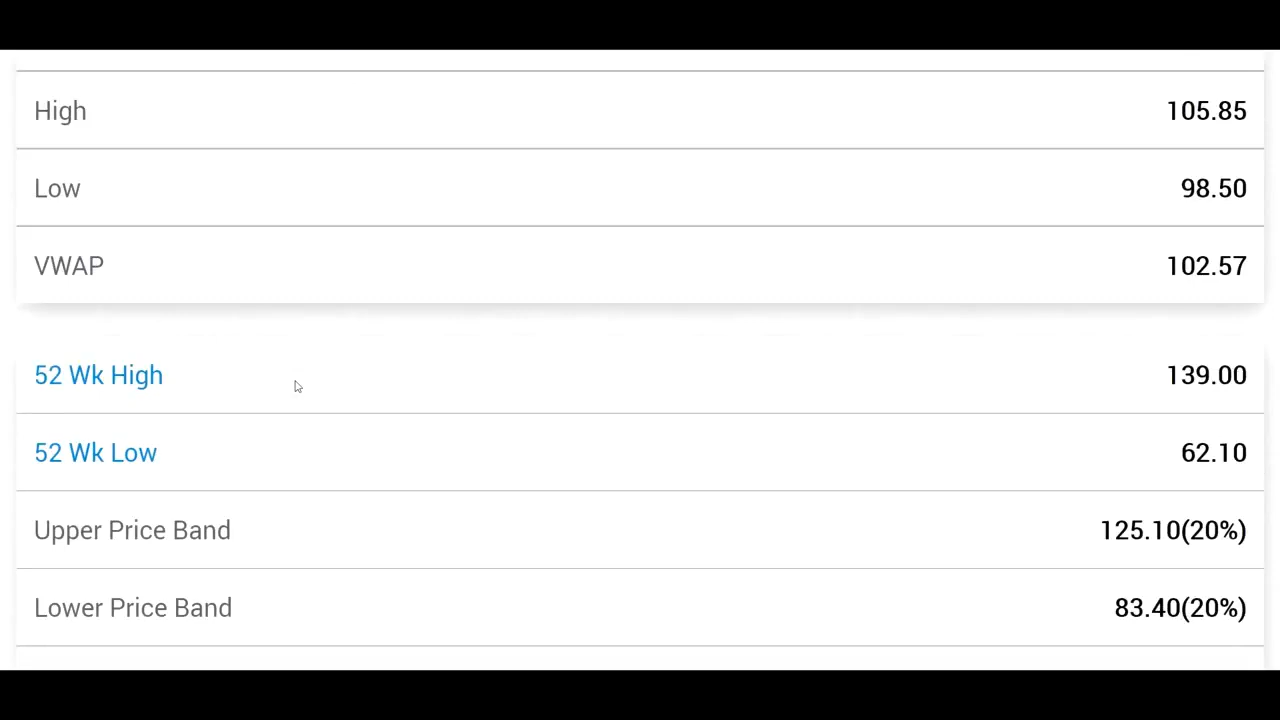 High 105.85
Low 98.50
VWAP 102.57
52 Wk High 139.00
52 Wk Low 62.10
Upper Price Band 125.10(20%)
Lower Price Band 83.40(20%)